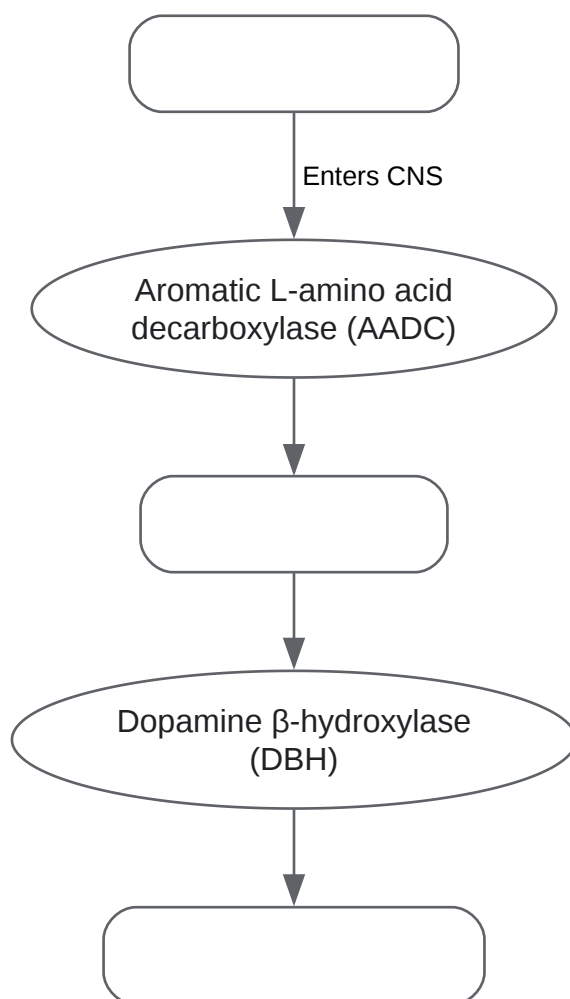 Enters CNS
Aromatic L-amino acid
decarboxylase (AADC)
Dopamine β-hydroxylase
(DBH)